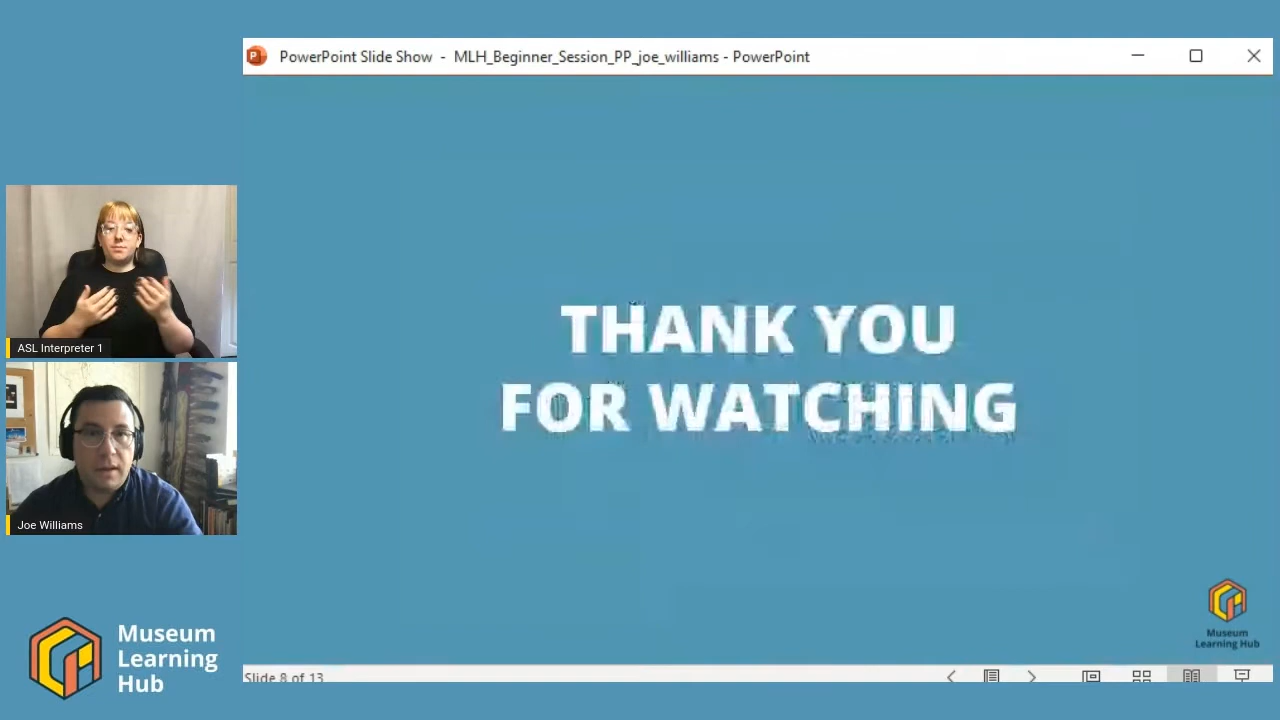 PowerPoint Slide Show - MLH_Beginner_Session_PP_joe_williams - PowerPoint
THANK YOU
FOR WATCHING
ASL Interpreter 1
Joe Williams
Museum
Learning Hub
Museum
Learning
Hub
Slide 8 of 13